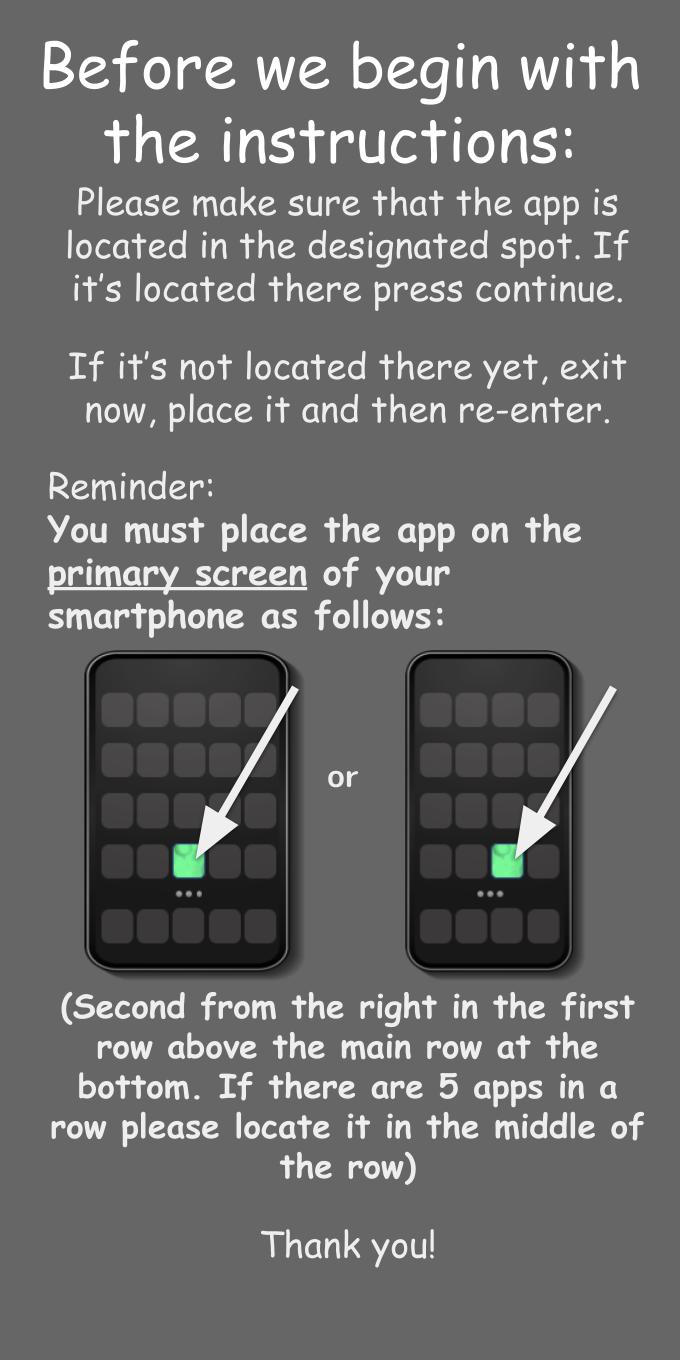 Before we begin with
the instructions:
Please make sure that the app is
located in the designated spot. If
it's located there press continue.
If it's not located there yet, exit
now, place it and then re-enter.
Reminder:
You must place the app on the
primary screen of your
smartphone as follows:
or
(Second from the right in the first
row above the main row at the
bottom. If there are 5 apps in a
row please locate it in the middle of
the row)
Thank you!